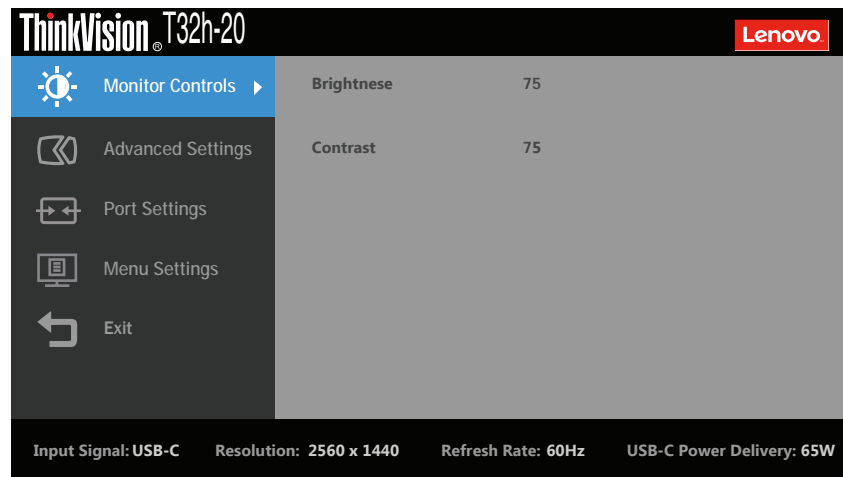 ThinkVision® T32h-20
Lenovo.
Monitor Controls
Brightnese 75
Advanced Settings
Contrast 75
Port Settings
Menu Settings
Exit
Input Signal: USB-C Resolution: 2560 x 1440 Refresh Rate: 60Hz USB-C Power Delivery: 65W